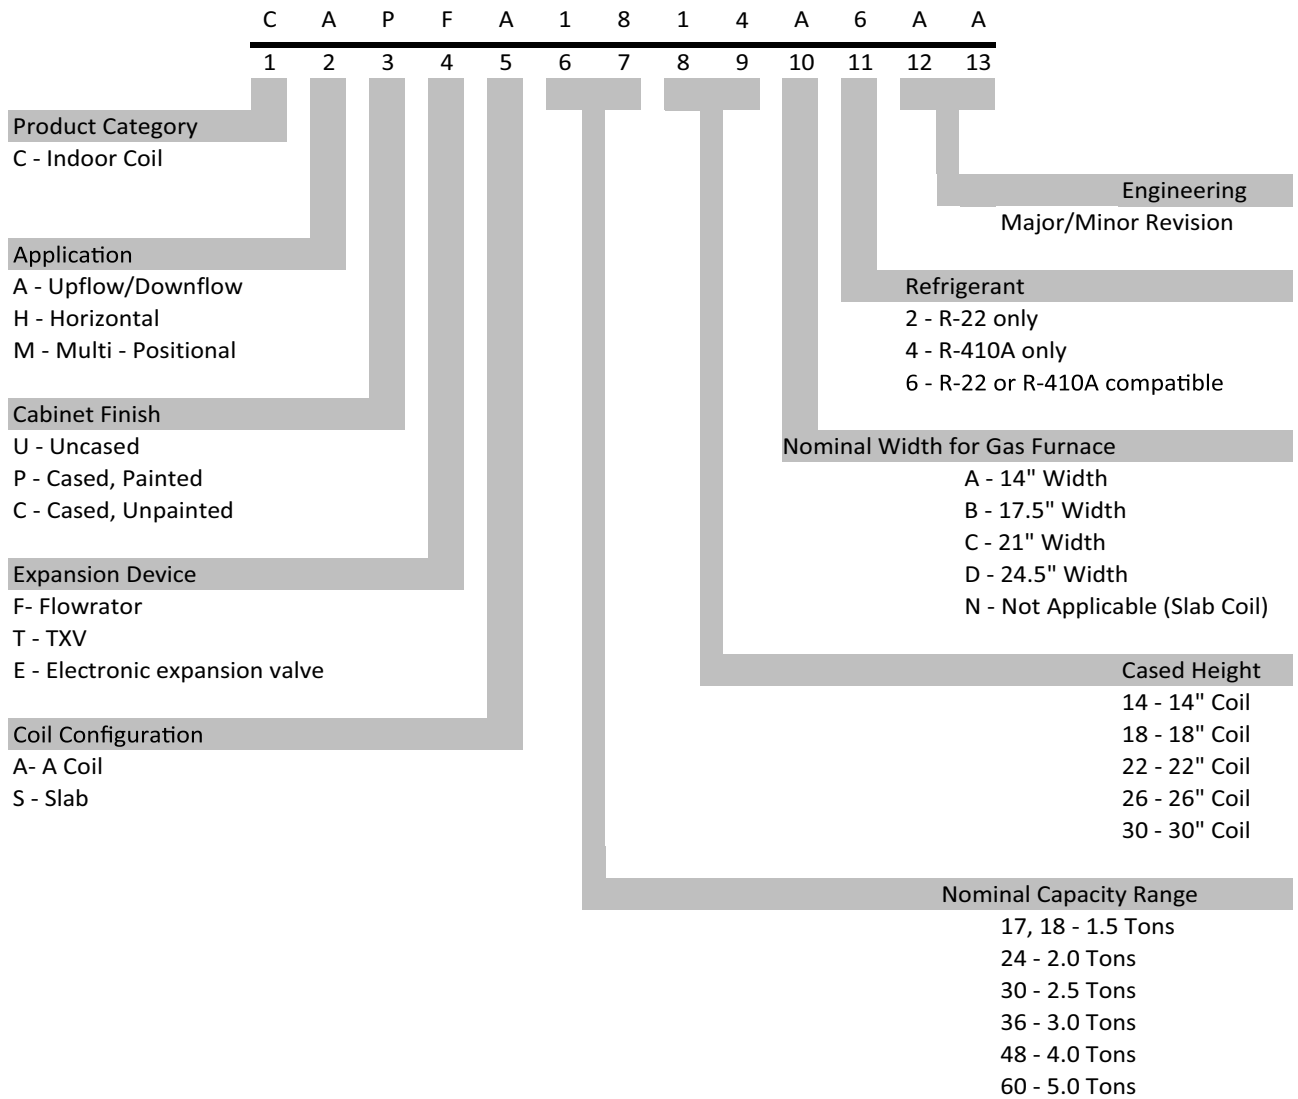 C A P F A 1 8 1 4 A 6 A A
1 2 3 4 5 6 7 8 9 10 11 12 13
Product Category
C - Indoor Coil
Application
A - Upflow/Downflow
H - Horizontal
M - Multi - Positional
Cabinet Finish
U - Uncased
P - Cased, Painted
C - Cased, Unpainted
Expansion Device
F- Flowrator
T - TXV
E - Electronic expansion valve
Coil Configuration
A- A Coil
S - Slab
Engineering
Major/Minor Revision
Refrigerant
2 - R-22 only
4 - R-410A only
6 - R-22 or R-410A compatible
Nominal Width for Gas Furnace
A - 14" Width
B - 17.5" Width
C - 21" Width
D - 24.5" Width
N - Not Applicable (Slab Coil)
Cased Height
14 - 14" Coil
18 - 18" Coil
22 - 22" Coil
26 - 26" Coil
30 - 30" Coil
Nominal Capacity Range
17, 18 - 1.5 Tons
24 - 2.0 Tons
30 - 2.5 Tons
36 - 3.0 Tons
48 - 4.0 Tons
60 - 5.0 Tons